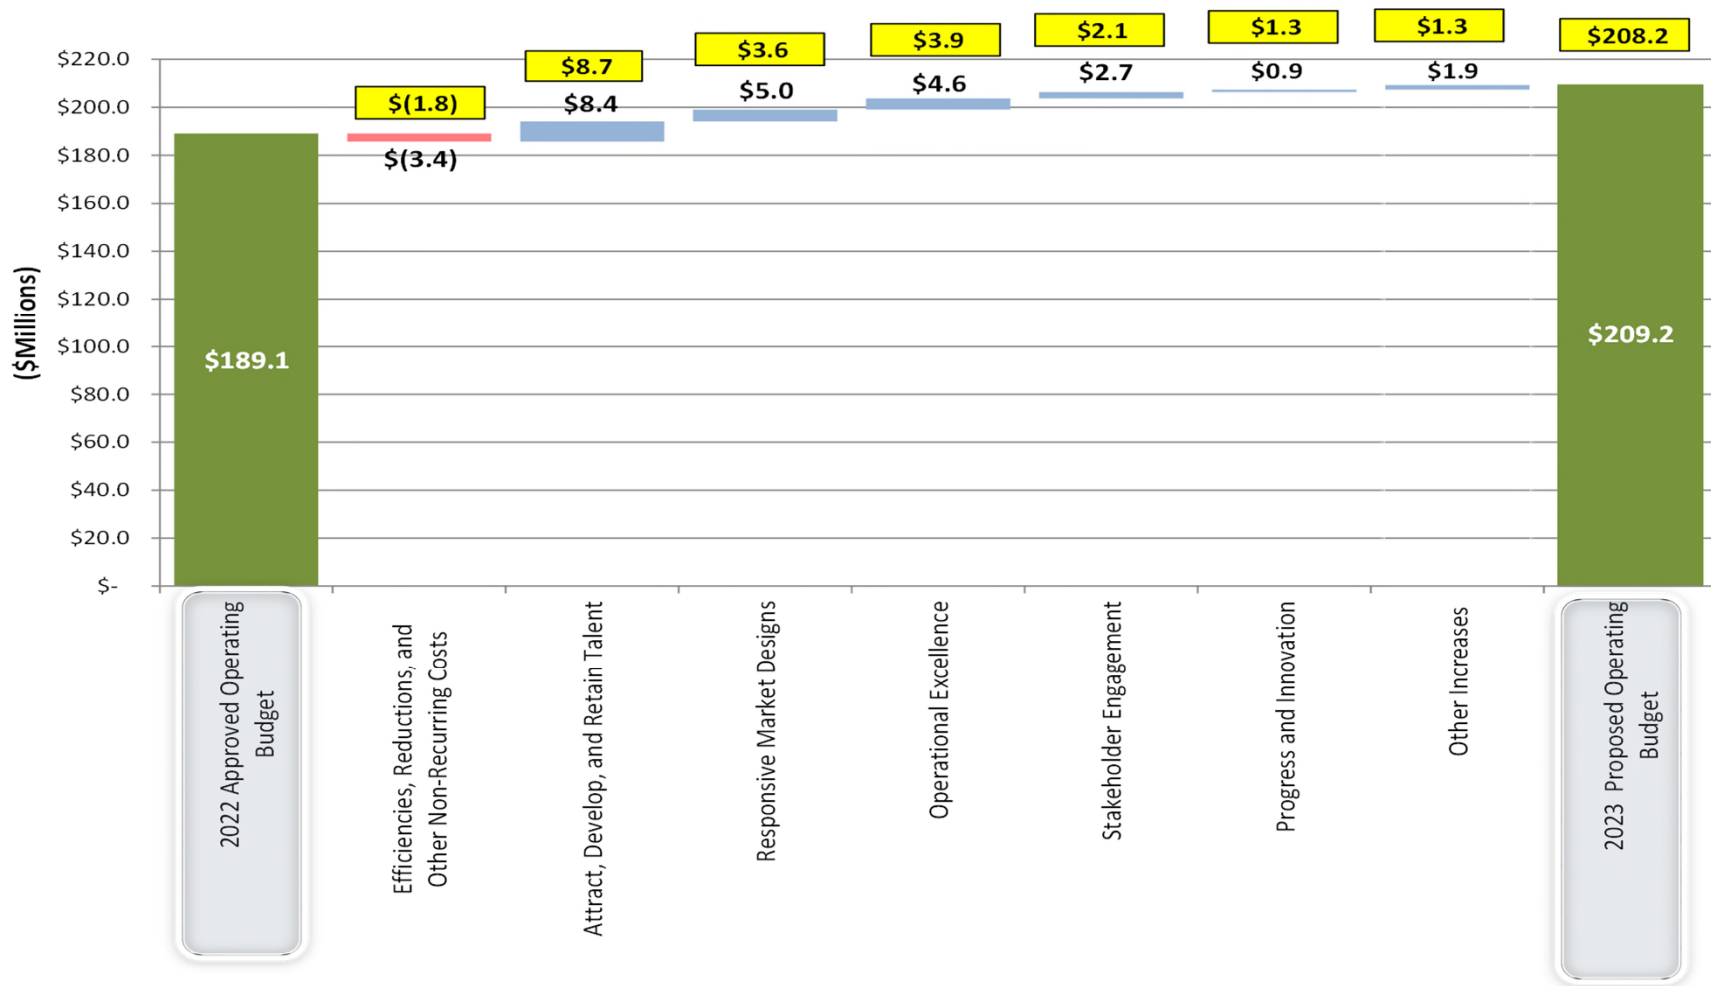 $(1.8)
$8.7
$3.6
$3.9
$2.1
$1.3
$1.3
$208.2
($Millions)
$220.0
$200.0
$180.0
$160.0
$140.0
$120.0
$100.0
$80.0
$60.0
$40.0
$20.0
$-
$189.1
$(3.4)
$8.4
$5.0
$4.6
$2.7
$0.9
$1.9
$209.2
2022 Approved Operating
Budget
Efficiencies, Reductions, and
Other Non-Recurring Costs
Attract, Develop, and Retain Talent
Responsive Market Designs
Operational Excellence
Stakeholder Engagement
Progress and Innovation
Other Increases
2023 Proposed Operating
Budget